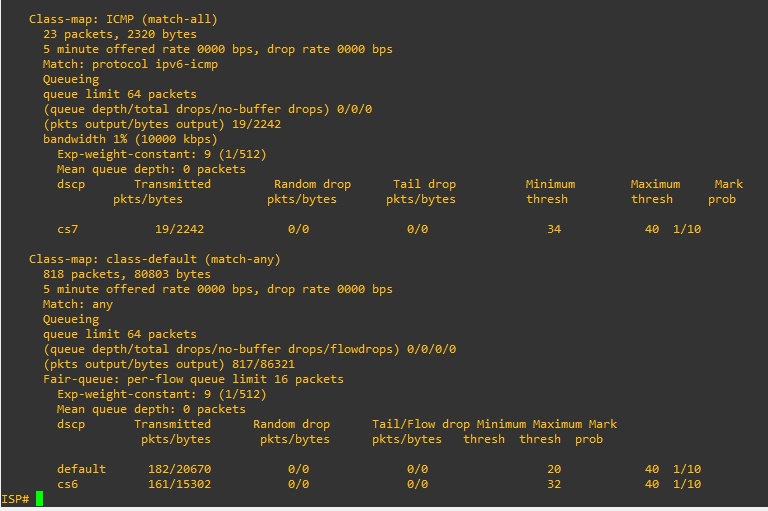 Class-map: ICMP (match-all)
23 packets, 2320 bytes
5 minute offered rate 0000 bps, drop rate 0000 bps
Match: protocol ipv6-icmp
Queueing
queue limit 64 packets
(queue depth/total drops/no-buffer drops) 0/0/0
(pkts output/bytes output) 19/2242
bandwidth 1% (10000 kbps)
Exp-weight-constant: 9 (1/512)
Mean queue depth: 0 packets
dscp Transmitted Random drop Tail drop Minimum Maximum Mark
pkts/bytes pkts/bytes pkts/bytes thresh thresh prob
cs7 19/2242 0/0 0/0 34 40 1/10
Class-map: class-default (match-any)
818 packets, 80803 bytes
5 minute offered rate 0000 bps, drop rate 0000 bps
Match: any
Queueing
queue limit 64 packets
(queue depth/total drops/no-buffer drops/flowdrops) 0/0/0/0
(pkts output/bytes output) 817/86321
Fair-queue: per-flow queue limit 16 packets
Exp-weight-constant: 9 (1/512)
Mean queue depth: 0 packets
dscp Transmitted Random drop Tail/Flow drop Minimum Maximum Mark
pkts/bytes pkts/bytes pkts/bytes thresh thresh prob
default 182/20670 0/0 0/0 20 40 1/10
cs6 161/15302 0/0 0/0 32 40 1/10
ISP#